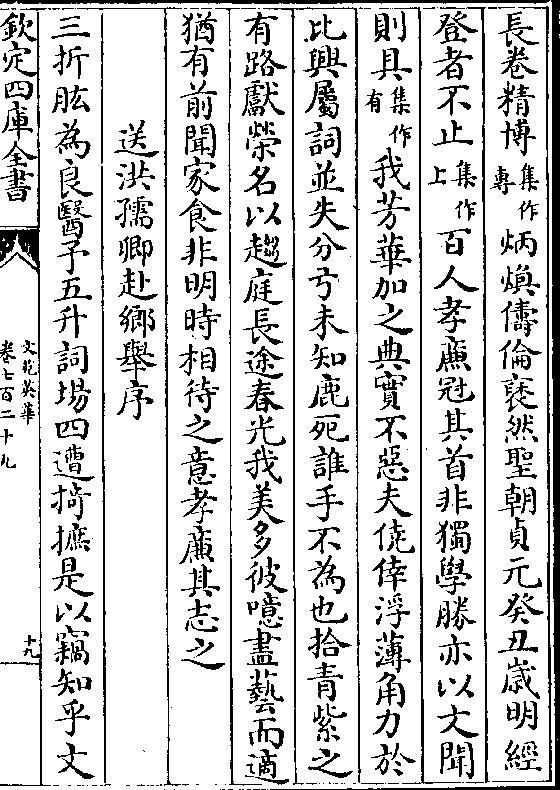 長卷精博集作專炳煥儔倫裦然聖朝貞元癸丑歲明經
登者不止集作上百人孝廉冠其首非獨學勝亦以文聞
則具集作有我芳華加之典實不惡夫僥倖浮薄角力於
比興屬詞並失分寸未知鹿死誰手不為也拾青紫之
有路獻榮名以趨庭長途春光我美多彼噫盡藝而適
猶有前聞家食非明時相待之意孝廉其志之
送洪孺卿赴鄉舉序
三折肱為良醫予五升詞場四遭掎摭是以竊知乎文
欽定四庫全書
文苑英華
卷七百二十九
十九